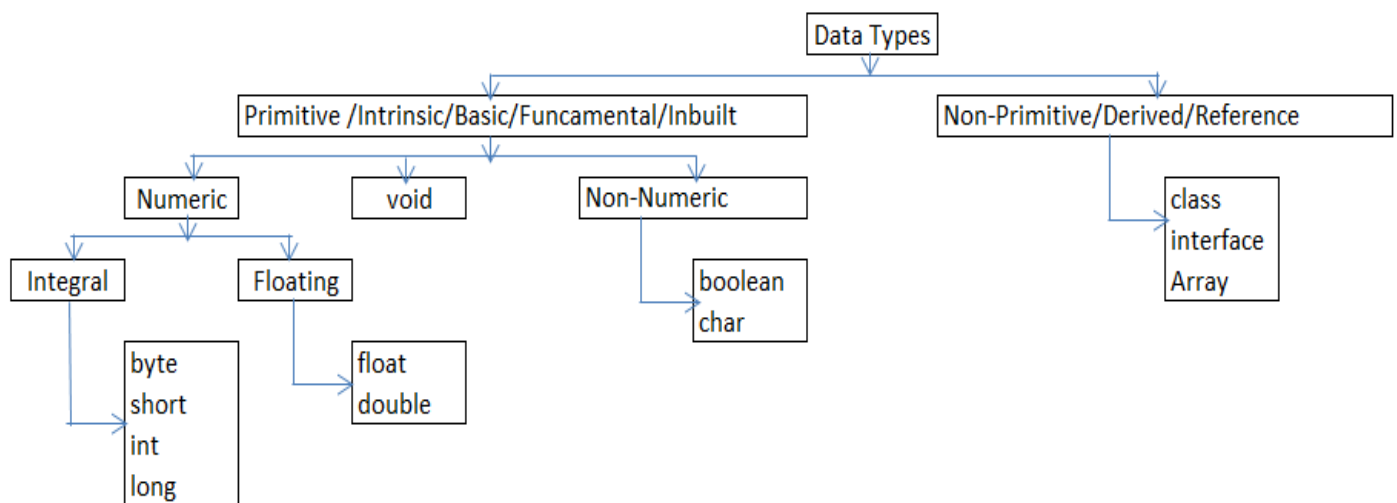 Data Types
Primitive /Intrinsic/Basic/Funcamental/Inbuilt
Non-Primitive/Derived/Reference
Numeric
void
Non-Numeric
class
interface
Array
Integral
Floating
boolean
char
byte
short
int
long
float
double